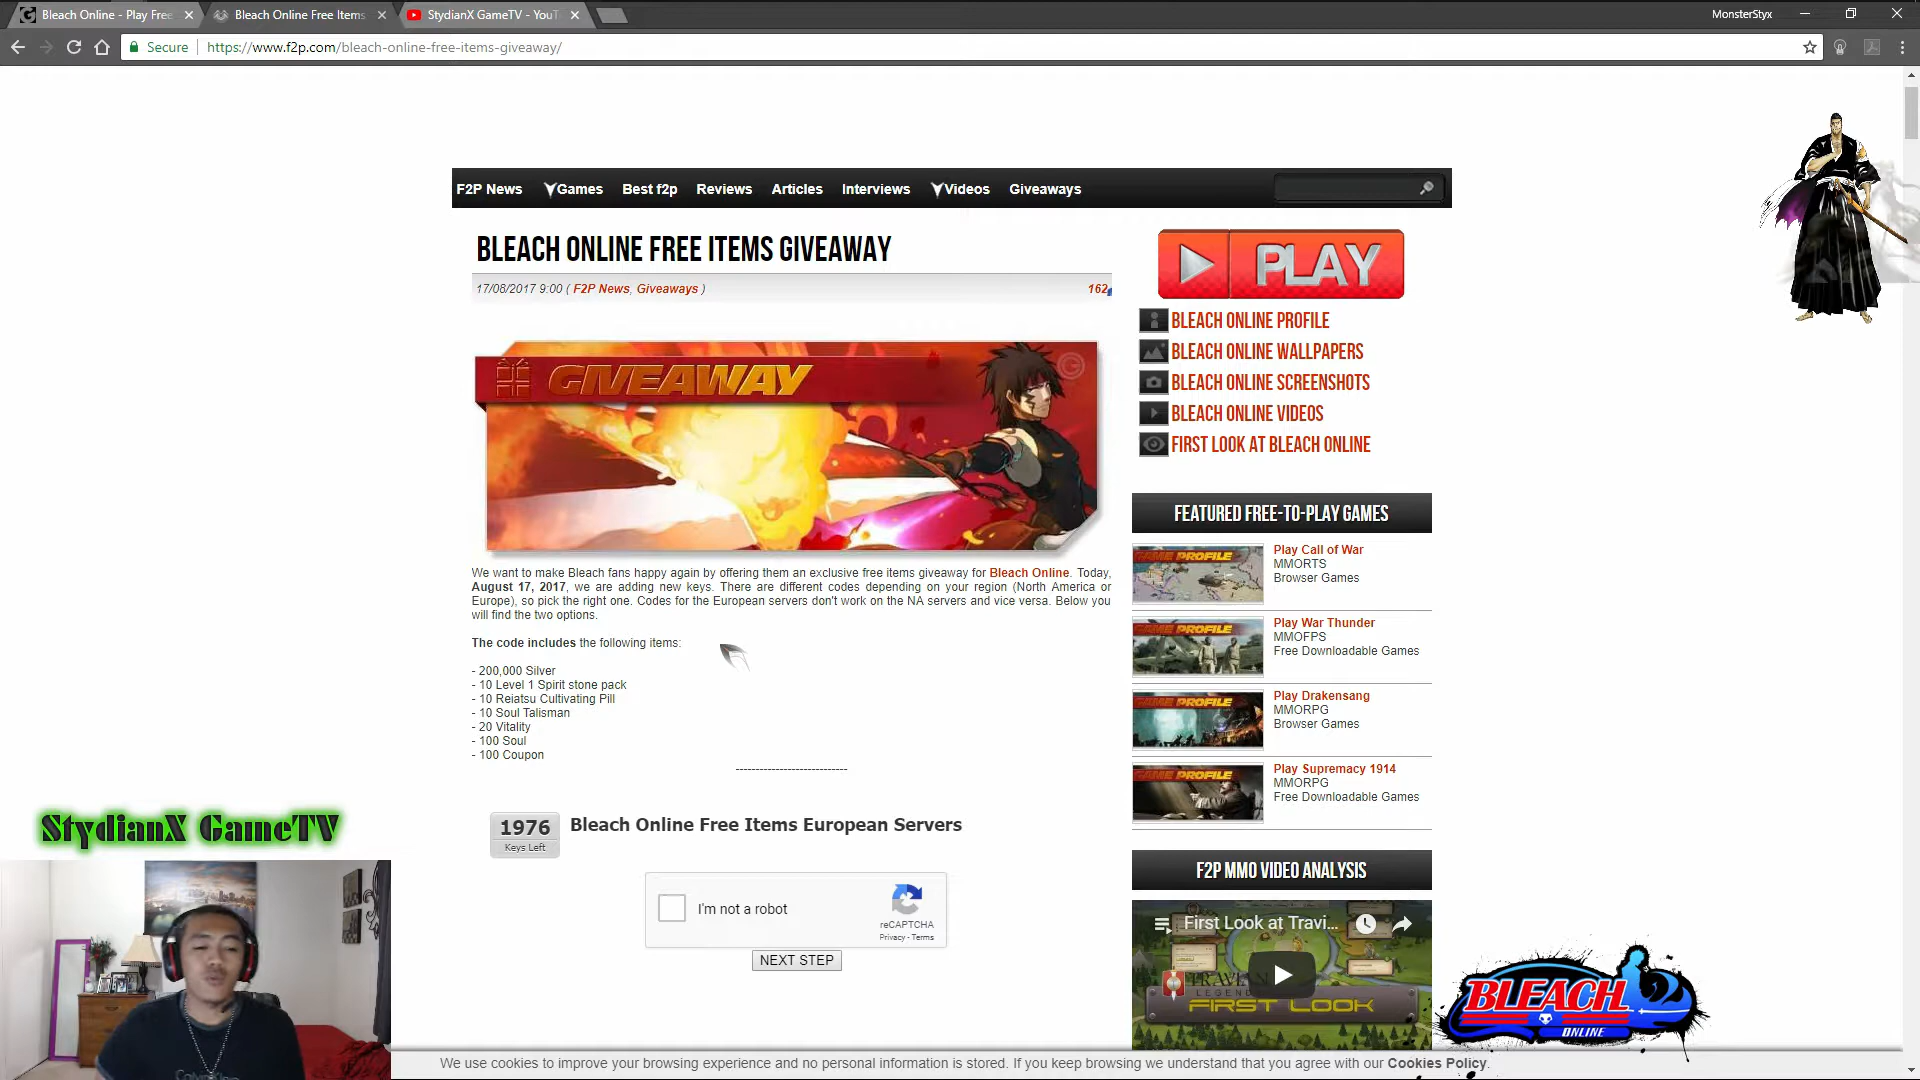 Bleach Online - Play Free
Bleach Online Free Items
StydianX GameTV - YouT
MonsterStyx
Secure
https://www.f2p.com/bleach-online-free-items-giveaway/
F2P News Games Best f2p Reviews Articles Interviews Videos Giveaways
BLEACH ONLINE FREE ITEMS GIVEAWAY
17/08/2017 9:00 ( F2P News, Giveaways )
162
GIVEAWAY
We want to make Bleach fans happy again by offering them an exclusive free items giveaway for Bleach Online. Today,
August 17, 2017, we are adding new keys. There are different codes depending on your region (North America or
Europe), so pick the right one. Codes for the European servers don't work on the NA servers and vice versa. Below you
will find the two options.
The code includes the following items:
- 200,000 Silver
- 10 Level 1 Spirit stone pack
- 10 Reiatsu Cultivating Pill
- 10 Soul Talisman
- 20 Vitality
- 100 Soul
- 100 Coupon
----------------------------
1976
Keys Left
Bleach Online Free Items European Servers
I'm not a robot
reCAPTCHA
Privacy - Terms
NEXT STEP
PLAY
BLEACH ONLINE PROFILE
BLEACH ONLINE WALLPAPERS
BLEACH ONLINE SCREENSHOTS
BLEACH ONLINE VIDEOS
FIRST LOOK AT BLEACH ONLINE
FEATURED FREE-TO-PLAY GAMES
GAME PROFILE
Play Call of War
MMORTS
Browser Games
GAME PROFILE
Play War Thunder
MMOFPS
Free Downloadable Games
GAME PROFILE
Play Drakensang
MMORPG
Browser Games
GAME PROFILE
Play Supremacy 1914
MMORPG
Free Downloadable Games
F2P MMO VIDEO ANALYSIS
First Look at Travi...
TRAVIAN
LEGENDS
FIRST LOOK
BLEACH
ONLINE
StydianX GameTV
We use cookies to improve your browsing experience and no personal information is stored. If you keep browsing we understand that you agree with our Cookies Policy.